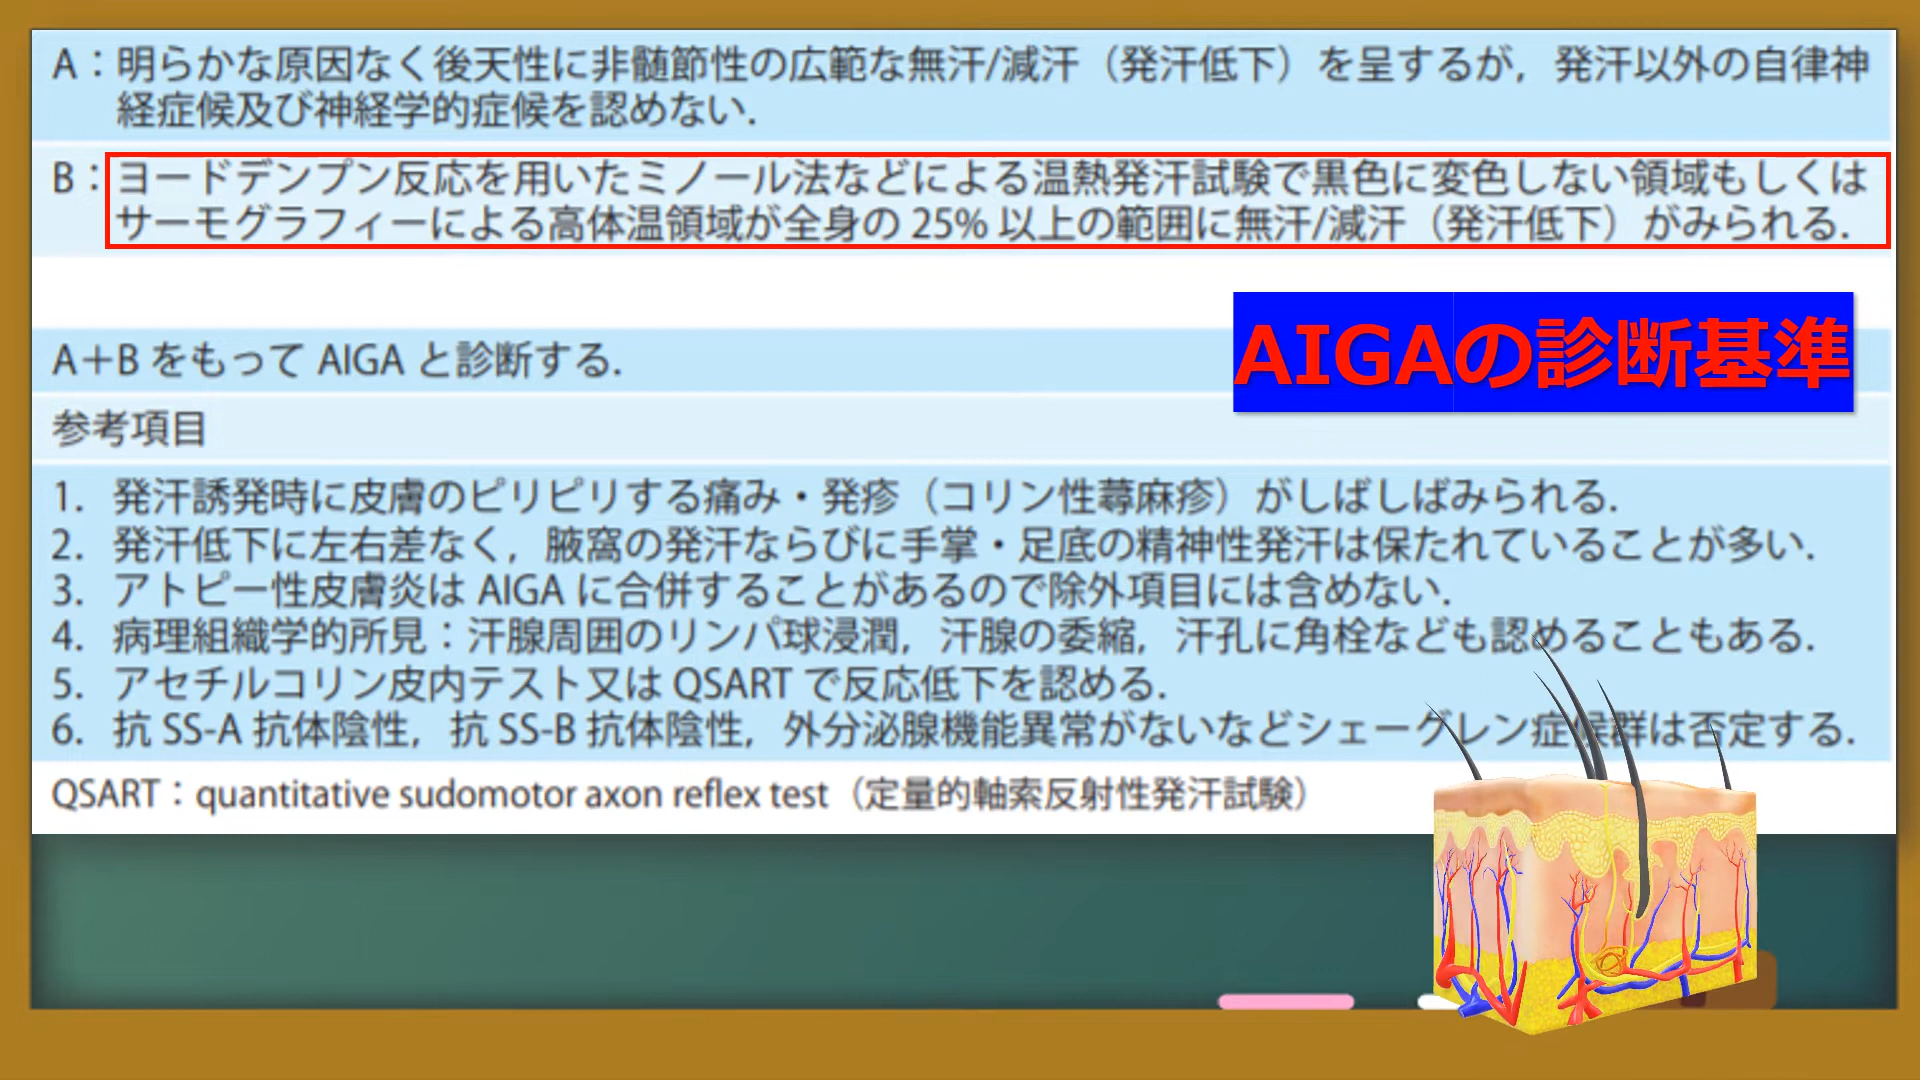 A：明らかな原因なく後天性に非髄節性の広範な無汗/減汗（発汗低下）を呈するが，発汗以外の自律神
経症候及び神経学的症候を認めない．
B：ヨードデンプン反応を用いたミノール法などによる温熱発汗試験で黒色に変色しない領域もしくは
サーモグラフィーによる高体温領域が全身の 25% 以上の範囲に無汗/減汗（発汗低下）がみられる．
A＋B をもって AIGA と診断する．
AIGAの診断基準
参考項目
1. 発汗誘発時に皮膚のピリピリする痛み・発疹（コリン性蕁麻疹）がしばしばみられる．
2. 発汗低下に左右差なく，腋窩の発汗ならびに手掌・足底の精神性発汗は保たれていることが多い．
3. アトピー性皮膚炎は AIGA に合併することがあるので除外項目には含めない．
4. 病理組織学的所見：汗腺周囲のリンパ球浸潤，汗腺の委縮，汗孔に角栓なども認めることもある．
5. アセチルコリン皮内テスト又は QSART で反応低下を認める．
6. 抗 SS-A 抗体陰性，抗 SS-B 抗体陰性，外分泌腺機能異常がないなどシェーグレン症候群は否定する．
QSART：quantitative sudomotor axon reflex test（定量的軸索反射性発汗試験）